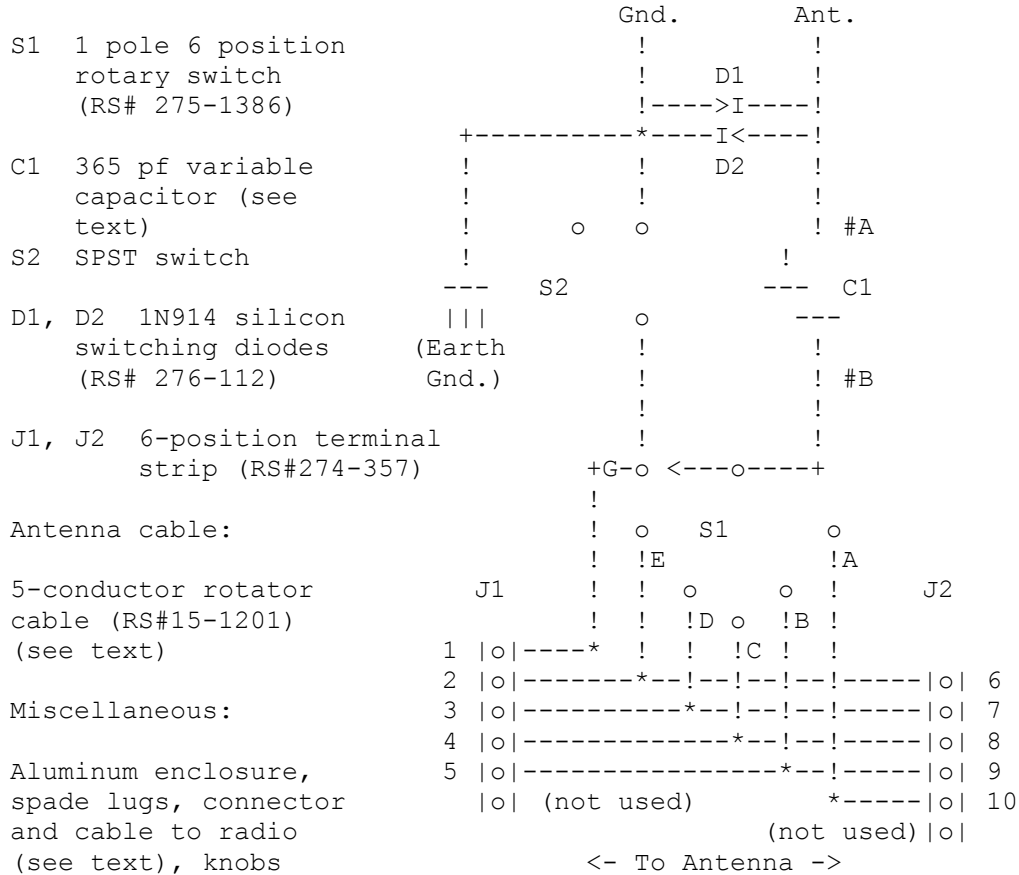 Gnd.         Ant.
S1  1 pole 6 position                             !             !
    rotary switch                                 !     D1      !
    (RS# 275-1386)                                !---->I----!
                                    +----------*----I<----!
C1  365 pf variable                 !             !     D2      !
    capacitor (see                  !             !             !
    text)                           !        o    o             ! #A
S2  SPST switch                     !                         !
                                   ---    S2                 ---  C1
D1, D2  1N914 silicon              |||            o            ---
    switching diodes             (Earth           !             !
    (RS# 276-112)                 Gnd.)           !             ! #B
                                                  !             !
J1, J2  6-position terminal                       !             !
          strip (RS#274-357)                  +G-o <---o----+
                                              !
Antenna cable:                                !   o    S1       o
                                              !   !E            !A
5-conductor rotator                  J1       !   !   o      o  !      J2
cable (RS#15-1201)                            !   !   !D o   !B !
(see text)                         1 |o|----*  !   !   !C !   !
                                   2 |o|-------*--!--!--!--!-----|o| 6
Miscellaneous:                     3 |o|----------*--!--!--!-----|o| 7
                                   4 |o|-------------*--!--!-----|o| 8
Aluminum enclosure,                5 |o|----------------*--!-----|o| 9
spade lugs, connector                |o| (not used)        *-----|o| 10
and cable to radio                                    (not used)|o|
(see text), knobs                             <- To Antenna ->